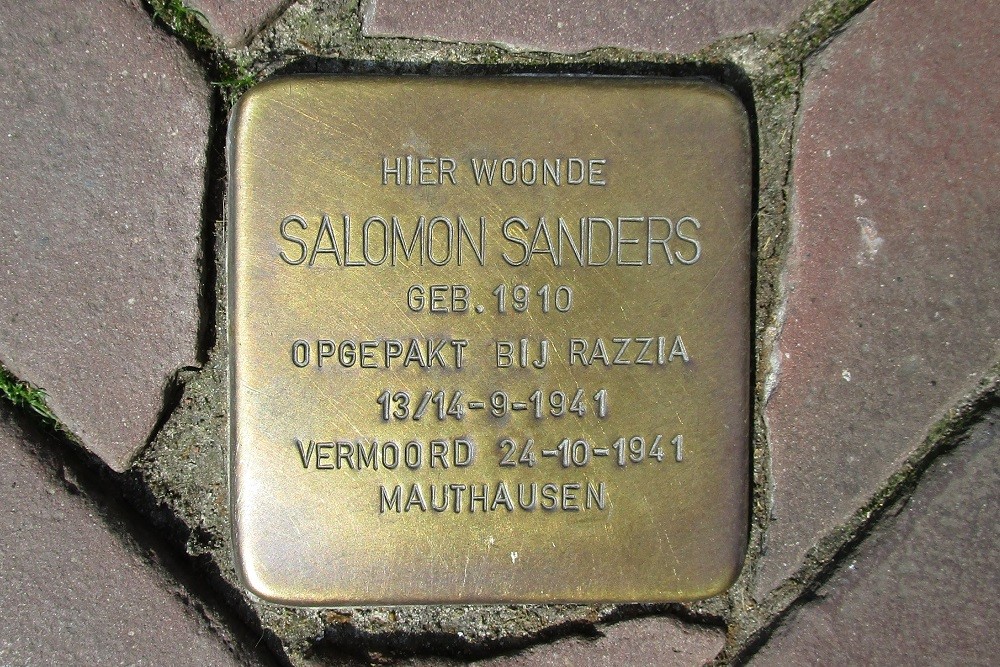 HIER WOONDE
SALOMON SANDERS
GEB. 1910
OPGEPAKT BIJ RAZZIA
13/14-9-1941
VERMOORD 24-10-1941
MAUTHAUSEN